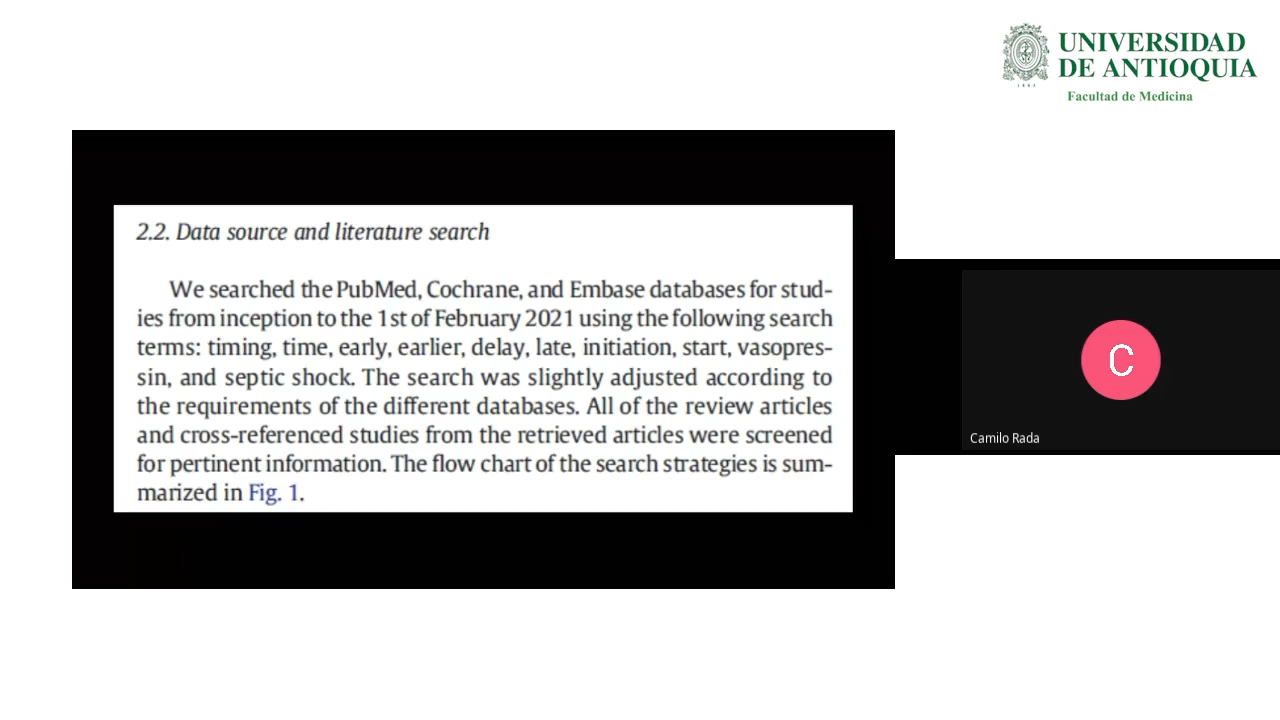 UNIVERSIDAD
DE ANTIOQUIA
1803
Facultad de Medicina
2.2. Data source and literature search
We searched the PubMed, Cochrane, and Embase databases for stud-
ies from inception to the 1st of February 2021 using the following search
terms: timing, time, early, earlier, delay, late, initiation, start, vasopres-
sin, and septic shock. The search was slightly adjusted according to
the requirements of the different databases. All of the review articles
and cross-referenced studies from the retrieved articles were screened
for pertinent information. The flow chart of the search strategies is sum-
marized in Fig. 1.
C
Camilo Rada